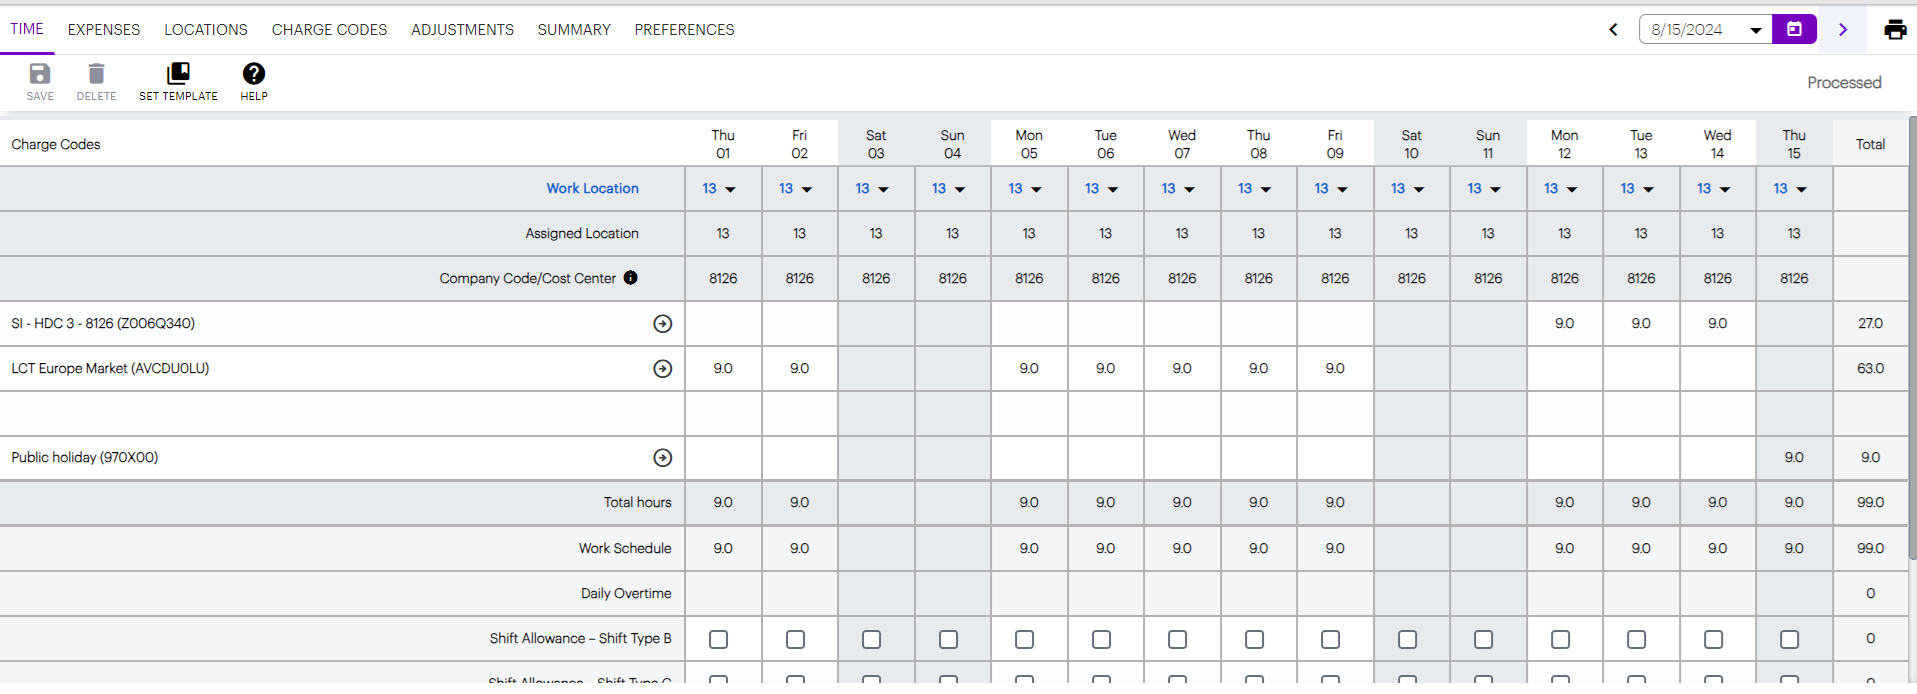 TIME EXPENSES LOCATIONS CHARGE CODES ADJUSTMENTS SUMMARY PREFERENCES 8/15/2024
SAVE DELETE SET TEMPLATE HELP Processed
Charge Codes Thu 01 Fri 02 Sat 03 Sun 04 Mon 05 Tue 06 Wed 07 Thu 08 Fri 09 Sat 10 Sun 11 Mon 12 Tue 13 Wed 14 Thu 15 Total
Work Location 13 13 13 13 13 13 13 13 13 13 13 13 13 13 13
Assigned Location 13 13 13 13 13 13 13 13 13 13 13 13 13 13 13
Company Code/Cost Center 8126 8126 8126 8126 8126 8126 8126 8126 8126 8126 8126 8126 8126 8126 8126
SI - HDC 3 - 8126 (Z006Q340) 9.0 9.0 9.0 27.0
LCT Europe Market (AVCDU0LU) 9.0 9.0 9.0 9.0 9.0 9.0 9.0 63.0
Public holiday (970X00) 9.0 9.0
Total hours 9.0 9.0 9.0 9.0 9.0 9.0 9.0 9.0 9.0 9.0 9.0 99.0
Work Schedule 9.0 9.0 9.0 9.0 9.0 9.0 9.0 9.0 9.0 9.0 9.0 99.0
Daily Overtime 0
Shift Allowance – Shift Type B 0
Shift Allowance – Shift Type C 0